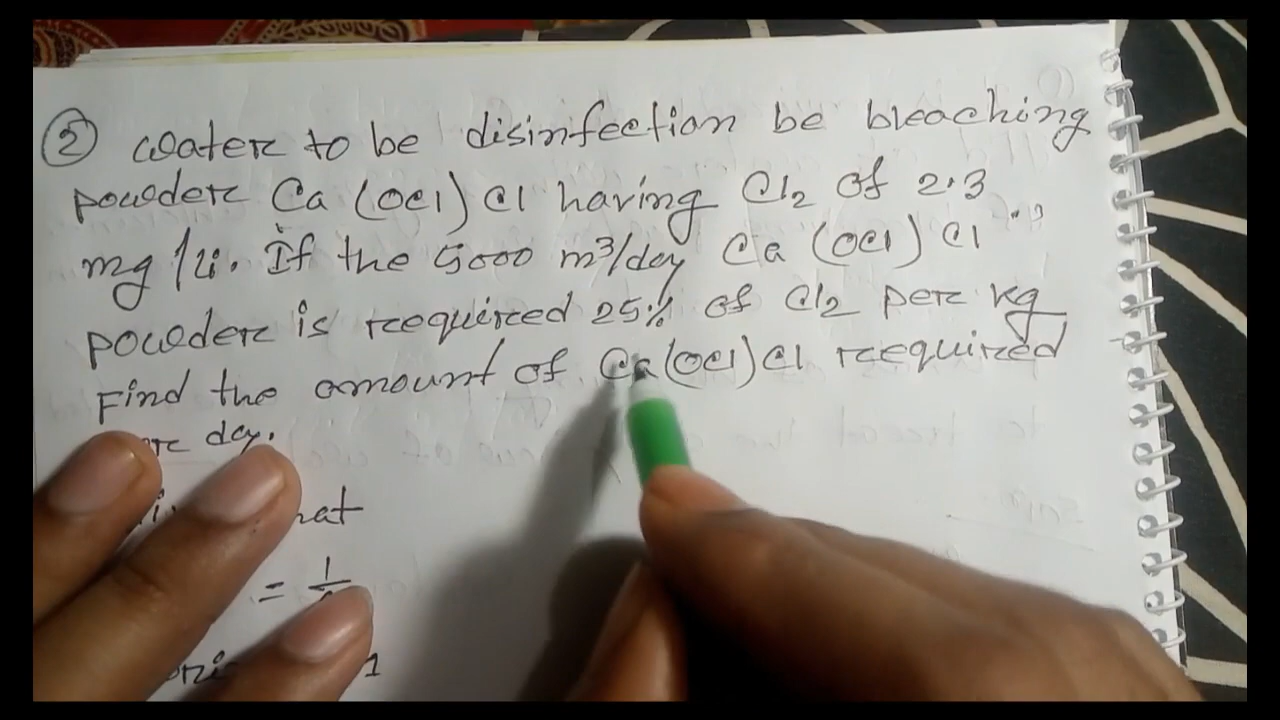 ② Water to be disinfection be bleaching
powder Ca(OCl)Cl having Cl2 of 2.3
mg/li. If the 5000 m³/day Ca(OCl)Cl
powder is required 25% of Cl2 per kg
Find the amount of Ca(OCl)Cl required
day.
= 1
1